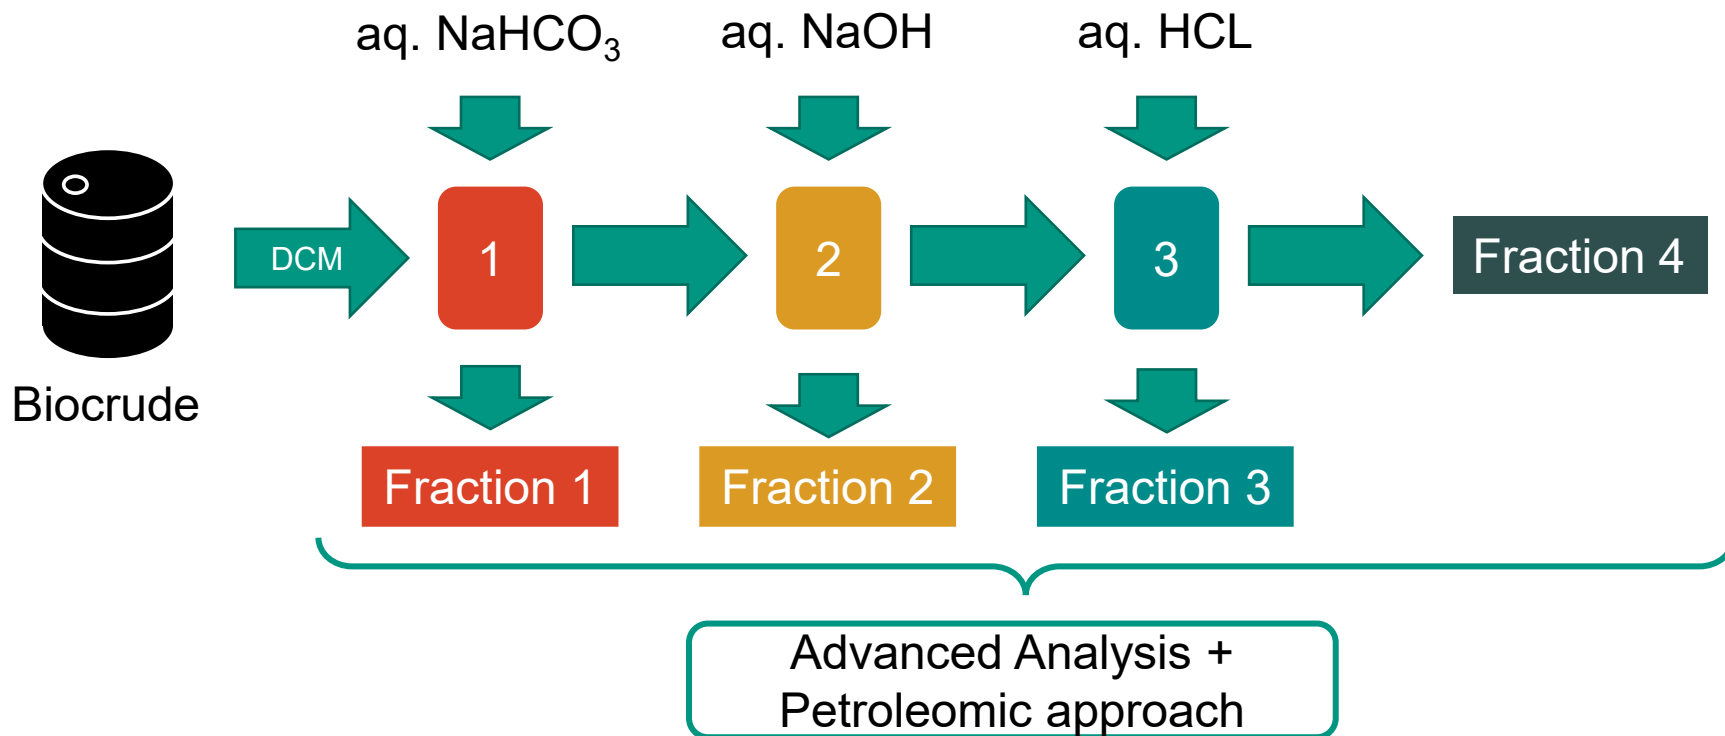 aq. NaHCO₃
aq. NaOH
aq. HCL
DCM
1
2
3
Fraction 4
Biocrude
Fraction 1
Fraction 2
Fraction 3
Advanced Analysis +
Petroleomic approach